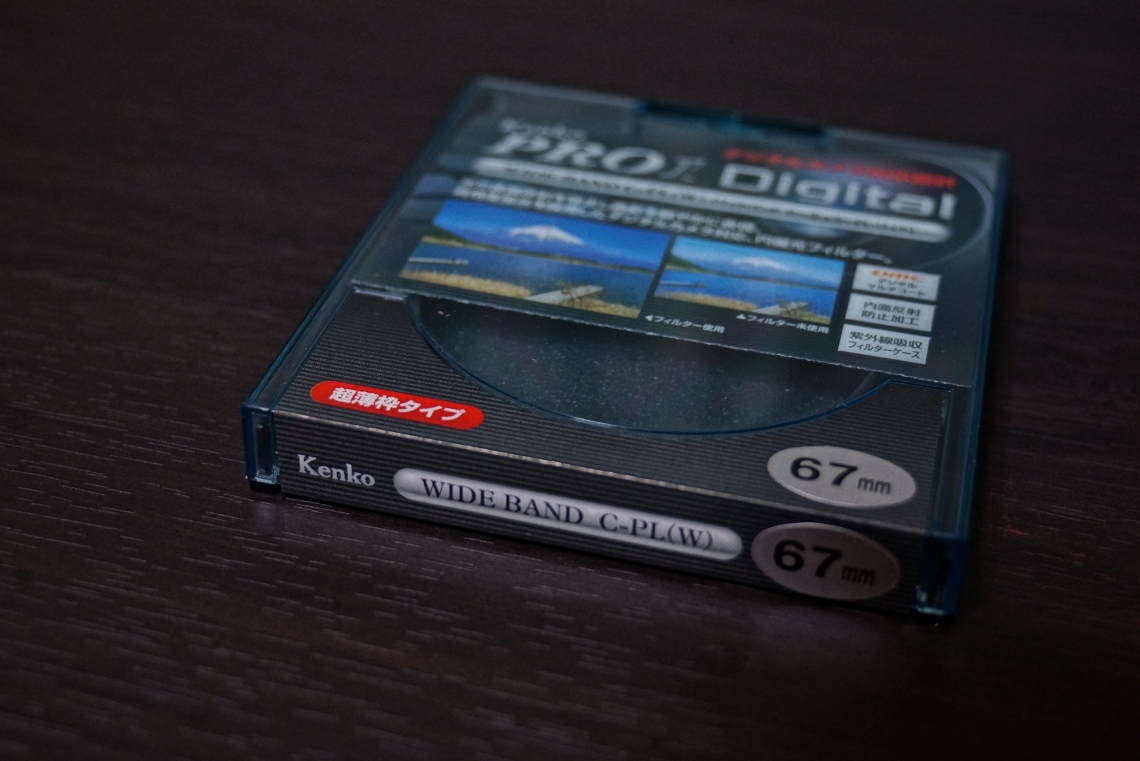 Kenko
PRO1
Digital
◀フィルター使用
▲フィルター未使用
DMC
デジタル
マルチコート
内面反射
防止加工
紫外線吸収
フィルターケース
超薄枠タイプ
67mm
Kenko
WIDE BAND C-PL(W)
67mm